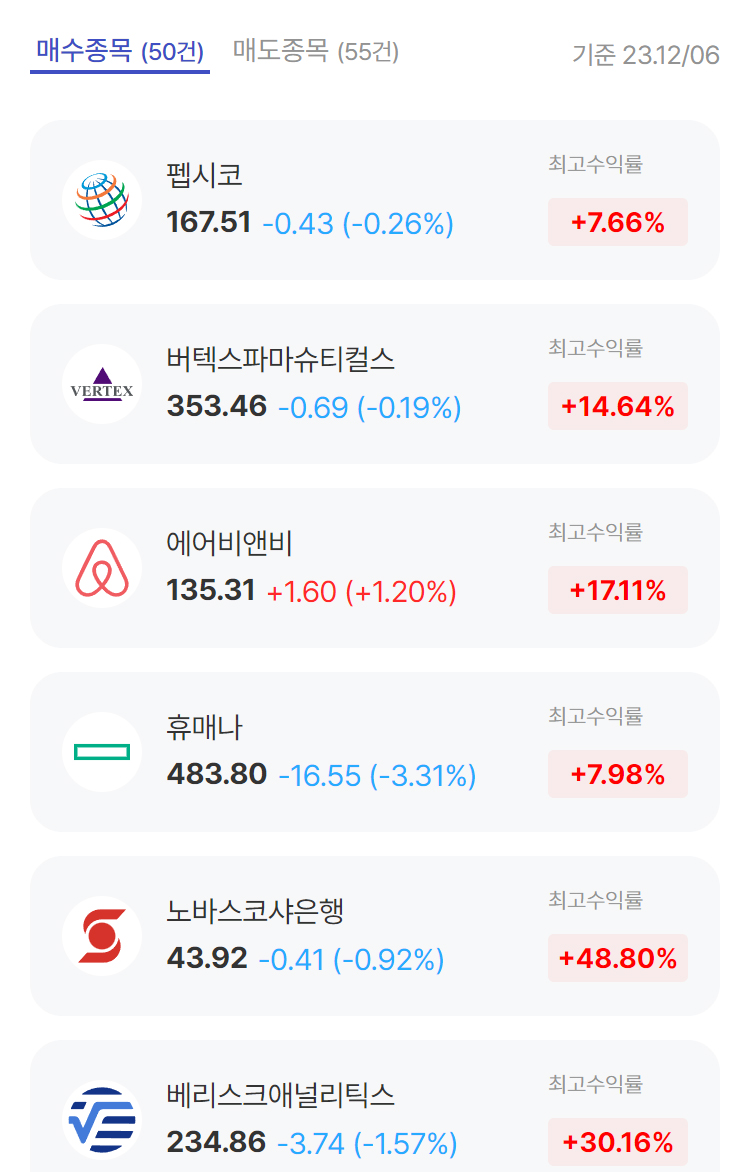 매수종목 (50건) 매도종목 (55건) 기준 23.12/06
펩시코 최고수익률
167.51 -0.43 (-0.26%) +7.66%
버텍스파마슈티컬스 최고수익률
VERTEX
353.46 -0.69 (-0.19%) +14.64%
에어비앤비 최고수익률
135.31 +1.60 (+1.20%) +17.11%
휴매나 최고수익률
483.80 -16.55 (-3.31%) +7.98%
노바스코샤은행 최고수익률
43.92 -0.41 (-0.92%) +48.80%
베리스크애널리틱스 최고수익률
234.86 -3.74 (-1.57%) +30.16%